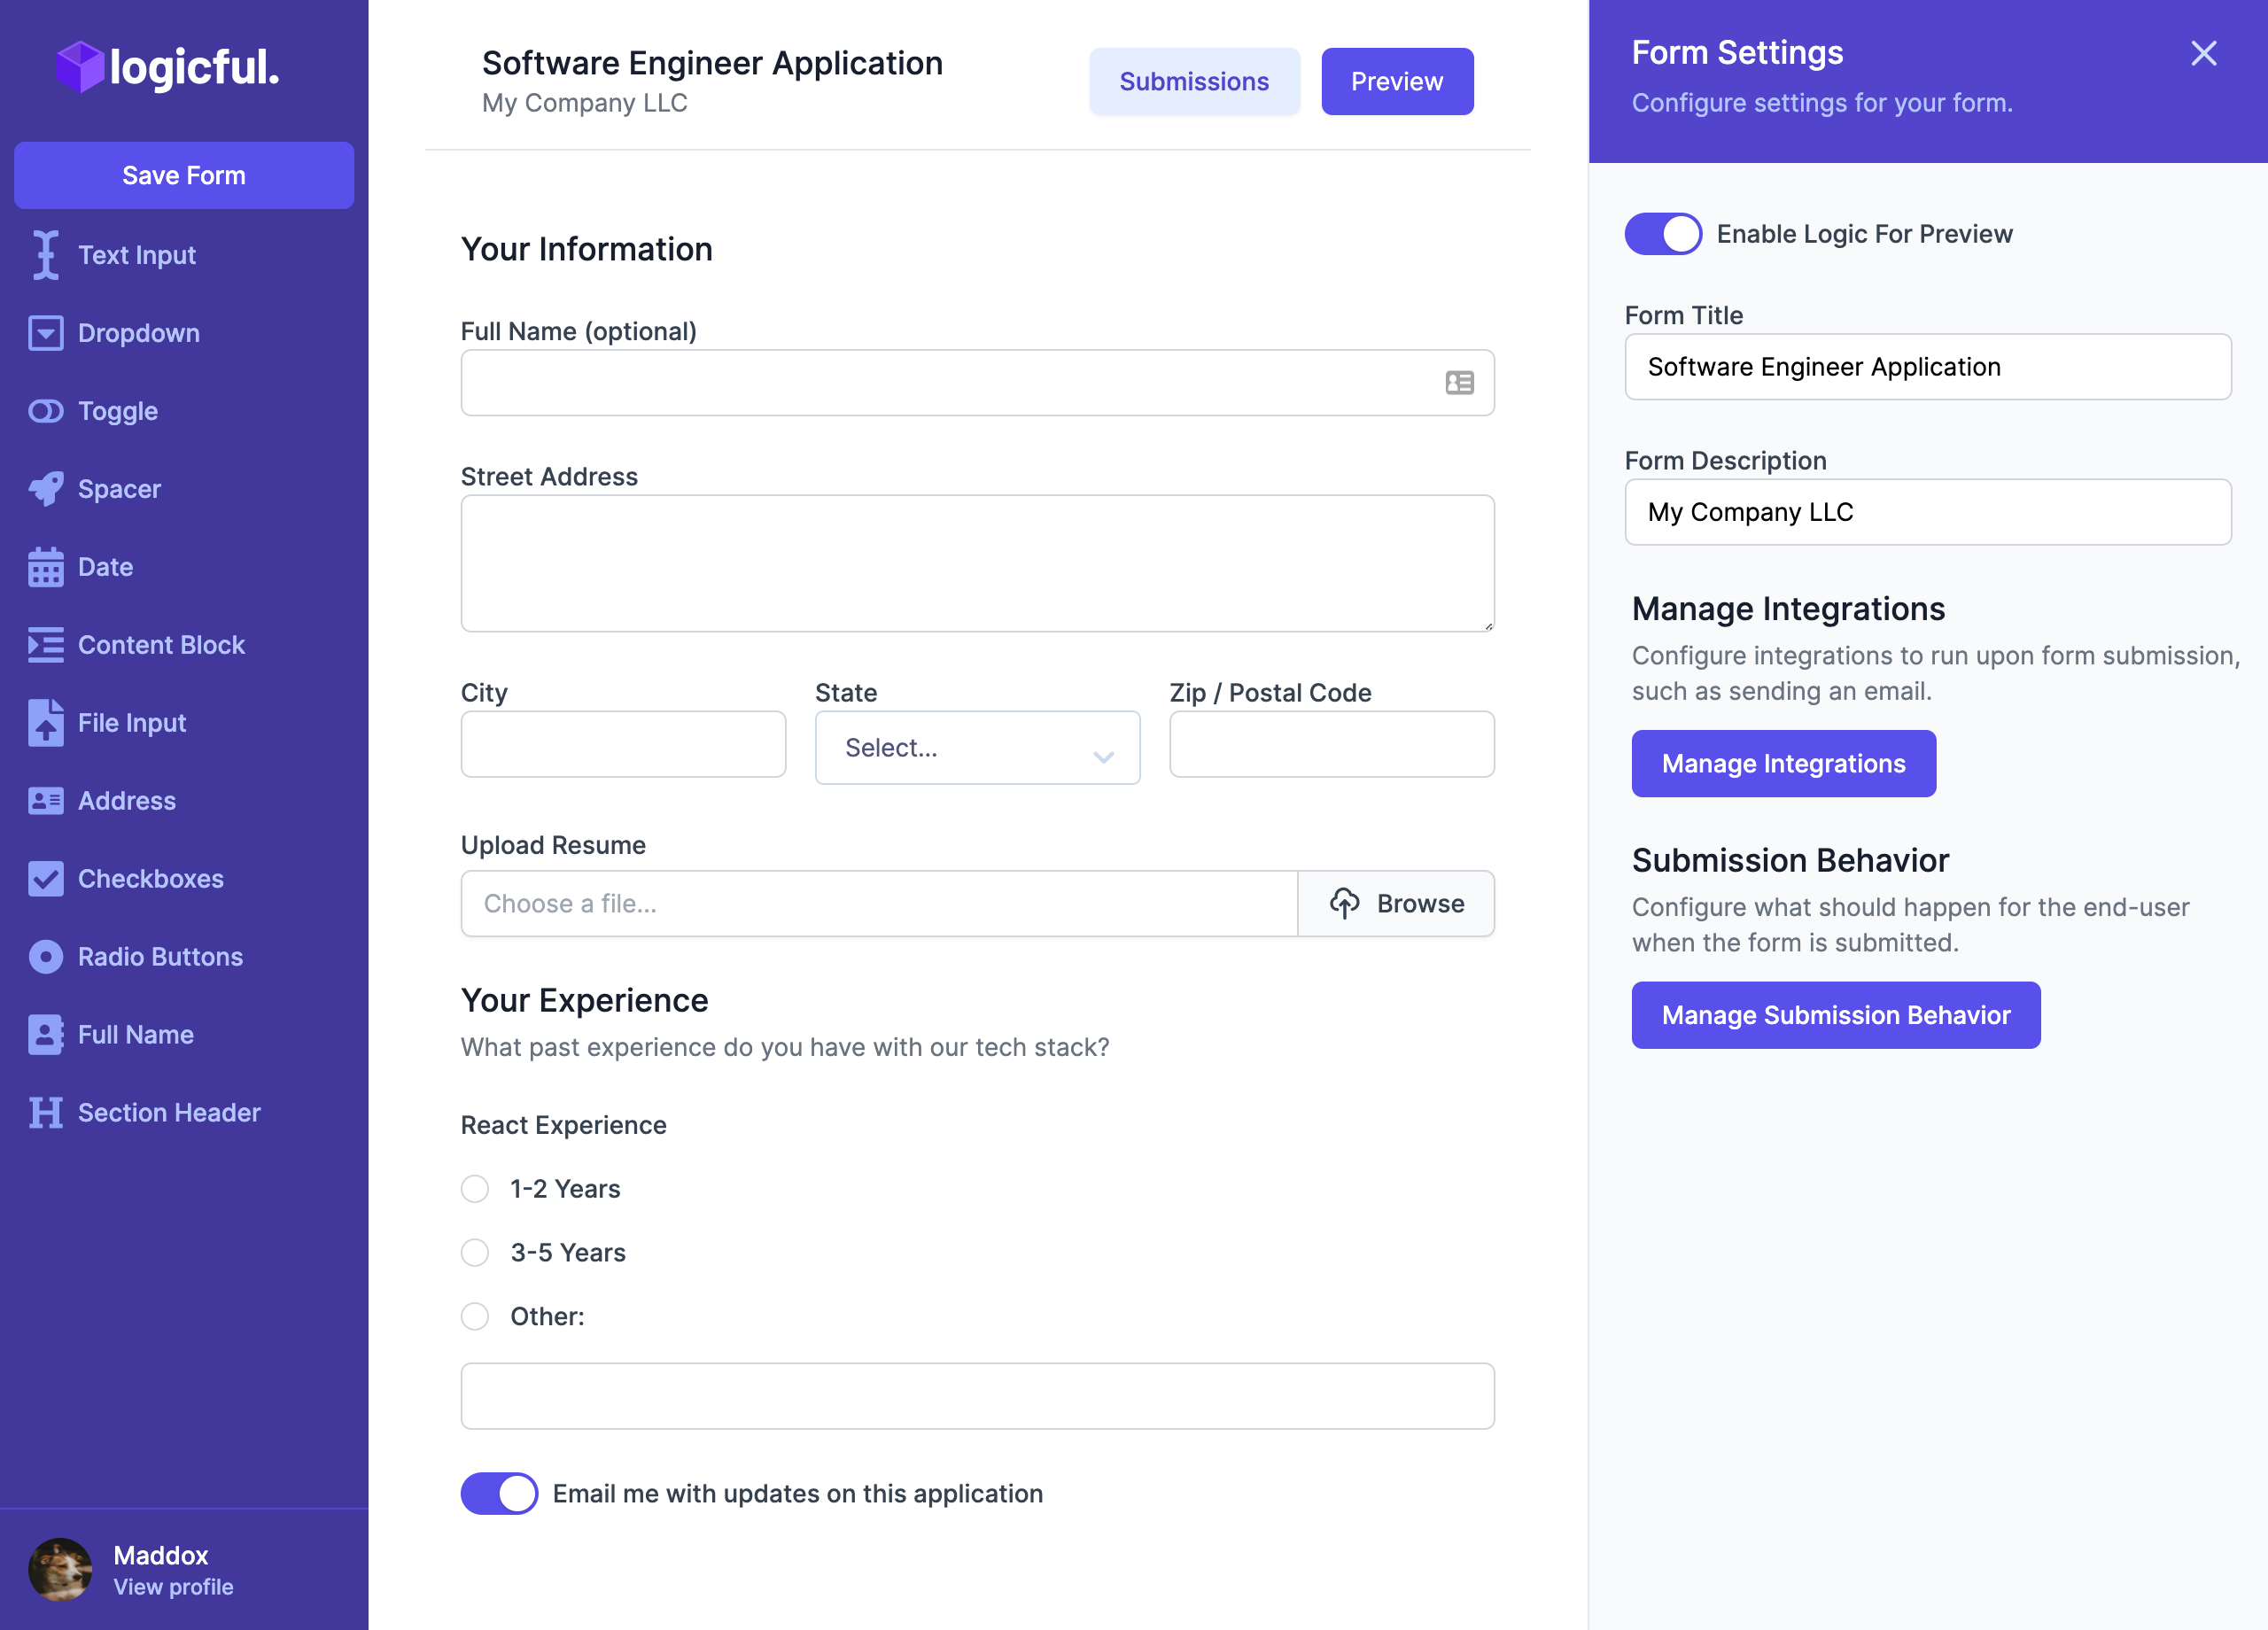 logicful.
Save Form
Text Input
Dropdown
Toggle
Spacer
Date
Content Block
File Input
Address
Checkboxes
Radio Buttons
Full Name
Section Header
Maddox
View profile
Software Engineer Application
My Company LLC
Submissions
Preview
Your Information
Full Name (optional)
Street Address
City
State
Zip / Postal Code
Select...
Upload Resume
Choose a file...
Browse
Your Experience
What past experience do you have with our tech stack?
React Experience
1-2 Years
3-5 Years
Other:
Email me with updates on this application
Form Settings
Configure settings for your form.
Enable Logic For Preview
Form Title
Software Engineer Application
Form Description
My Company LLC
Manage Integrations
Configure integrations to run upon form submission,
such as sending an email.
Manage Integrations
Submission Behavior
Configure what should happen for the end-user
when the form is submitted.
Manage Submission Behavior